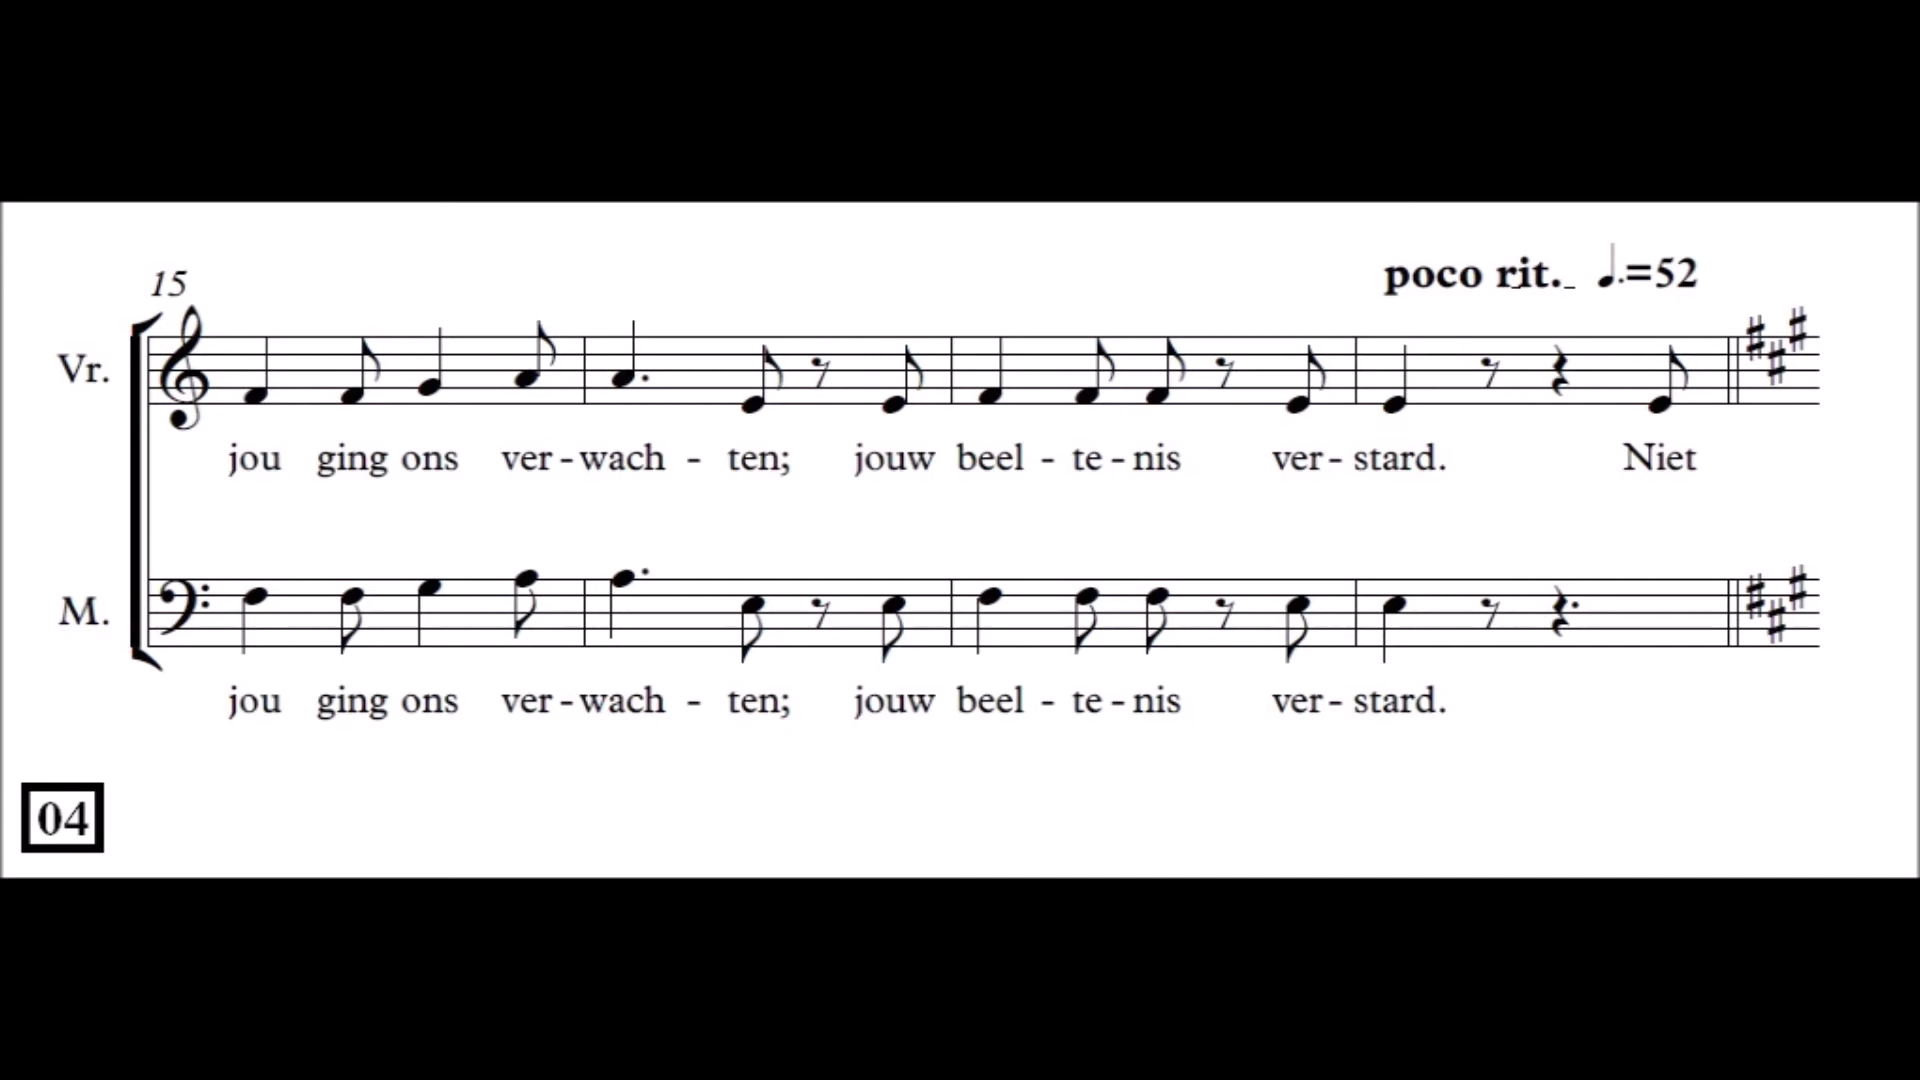 poco rit._ ♩.=52
15
Vr.
jou ging ons ver - wach - ten; jouw beel - te - nis ver - stard. Niet
M.
jou ging ons ver - wach - ten; jouw beel - te - nis ver - stard.
04